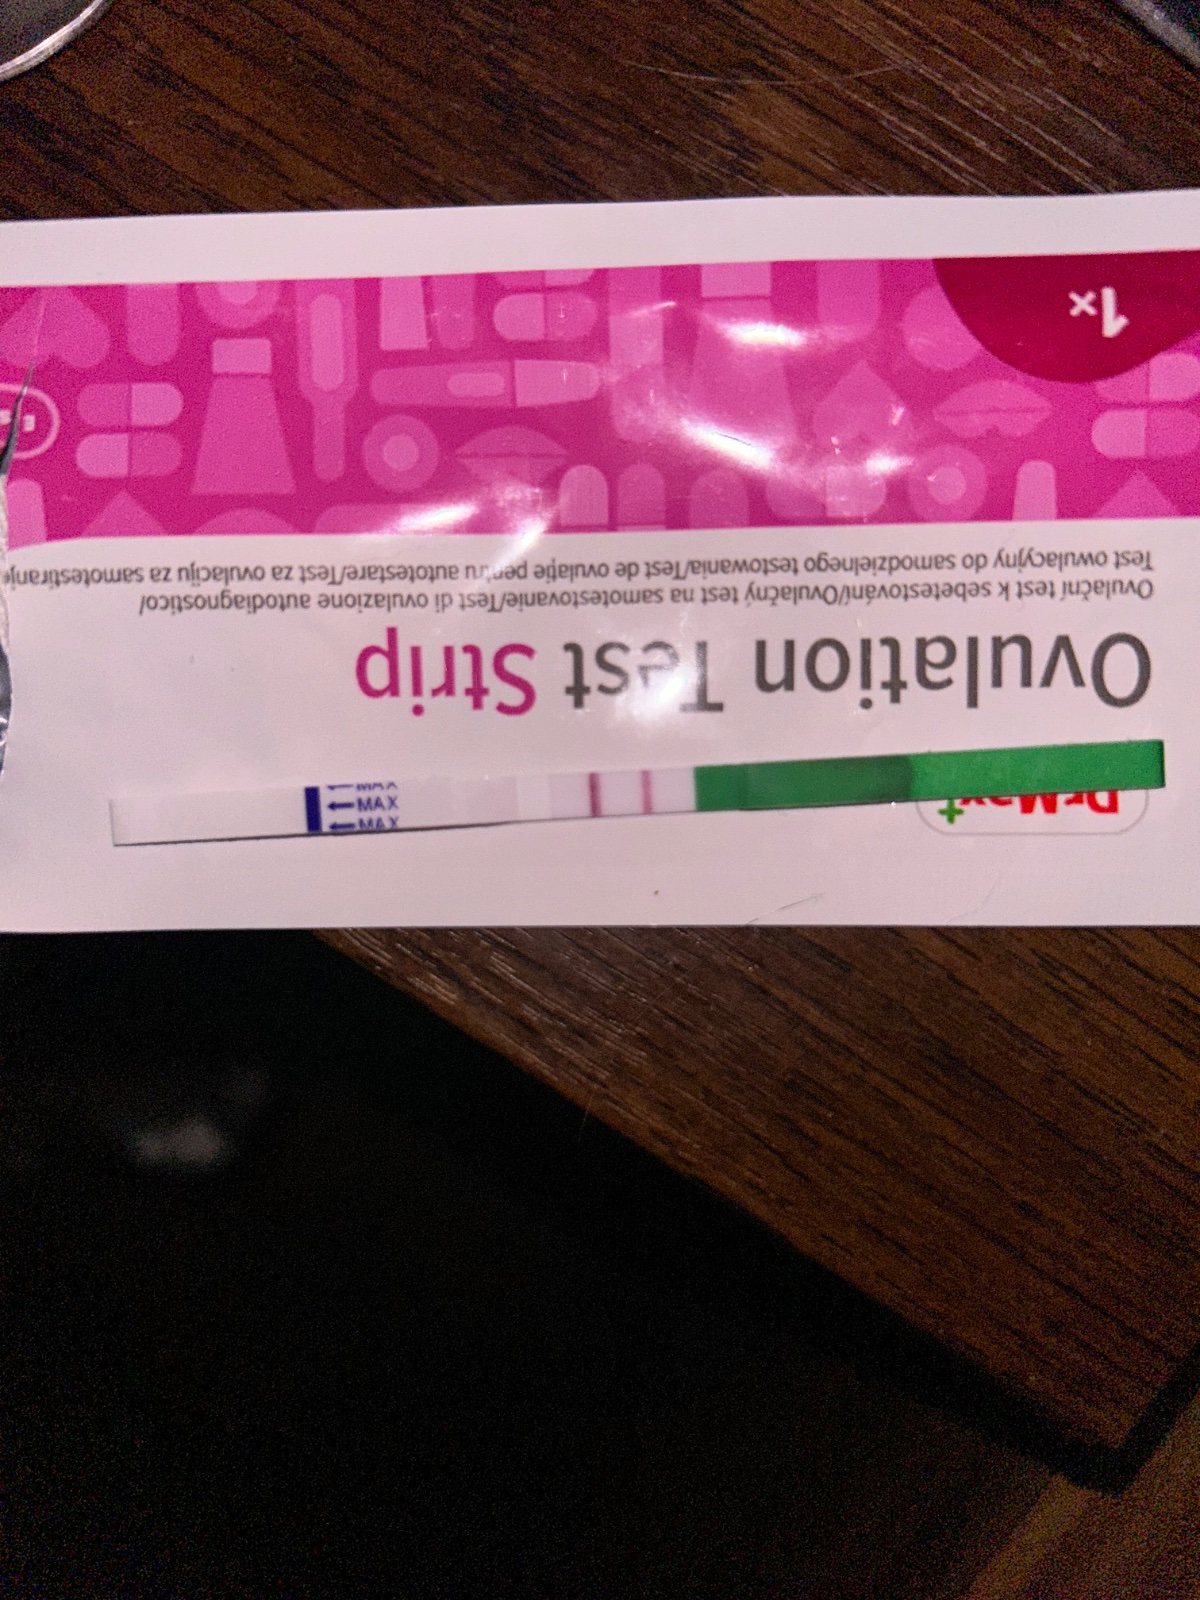 DrMax+
MAX
MAX
MAX
Ovulation Test Strip
Ovulační test k sebetestování/Ovulačný test na samotestovanie/Test di ovulazione autodiagnostico/
Test owulacyjny do samodzielnego testowania/Test de ovulație pentru autotestare/Test za ovulaciju za samotestiranje
1x